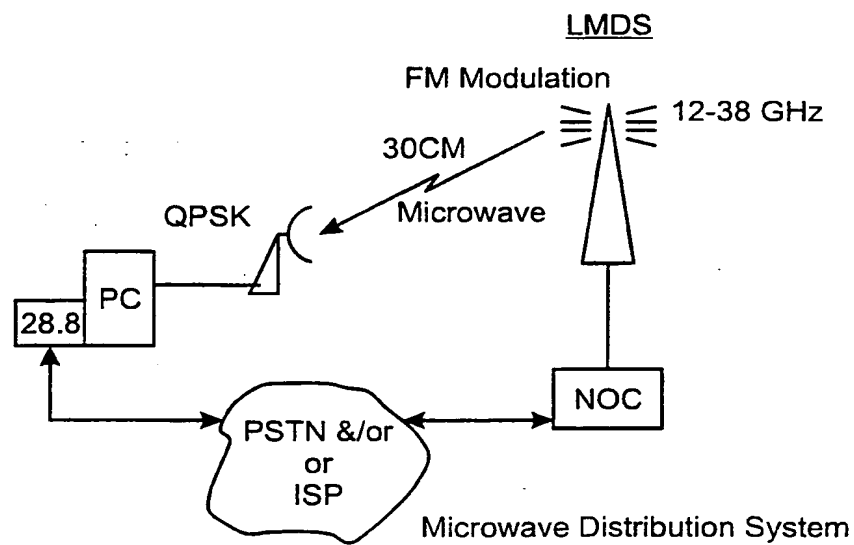 LMDS
FM Modulation
12-38 GHz
30CM
Microwave
QPSK
PC
28.8
NOC
PSTN &/or
or
ISP
Microwave Distribution System